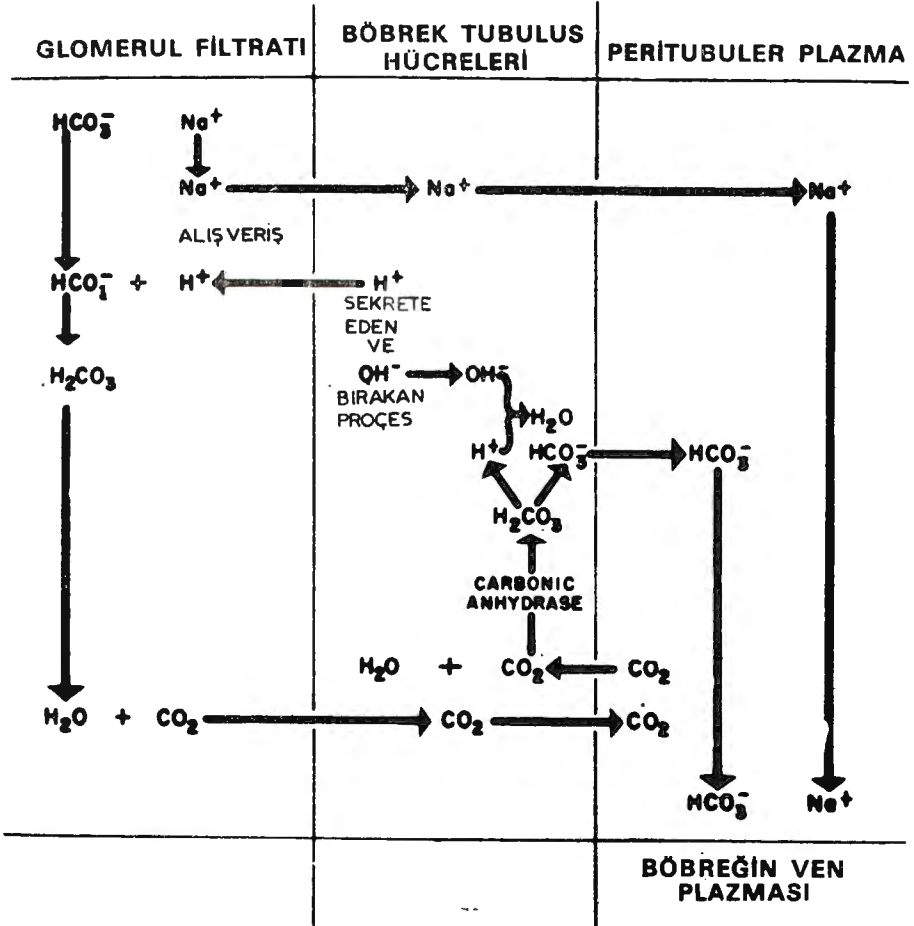 GLOMERUL FİLTRATI
BÖBREK TUBULUS
HÜCRELERİ
PERİTUBULER PLAZMA
HCO₃⁻ Na⁺
Na⁺ Na⁺ Na⁺
ALIŞ VERİŞ
HCO₁⁻ + H⁺ H⁺
SEKRETE
EDEN
VE
H₂CO₃ OH⁻ OH⁻
BIRAKAN
PROÇES
H₂O
H⁺ HCO₃⁻ HCO₃⁻
H₂CO₃
CARBONIC
ANHYDRASE
H₂O + CO₂ CO₂
H₂O + CO₂ CO₂ CO₂
HCO₃⁻ Na⁺
BÖBREĞİN VEN
PLAZMASI